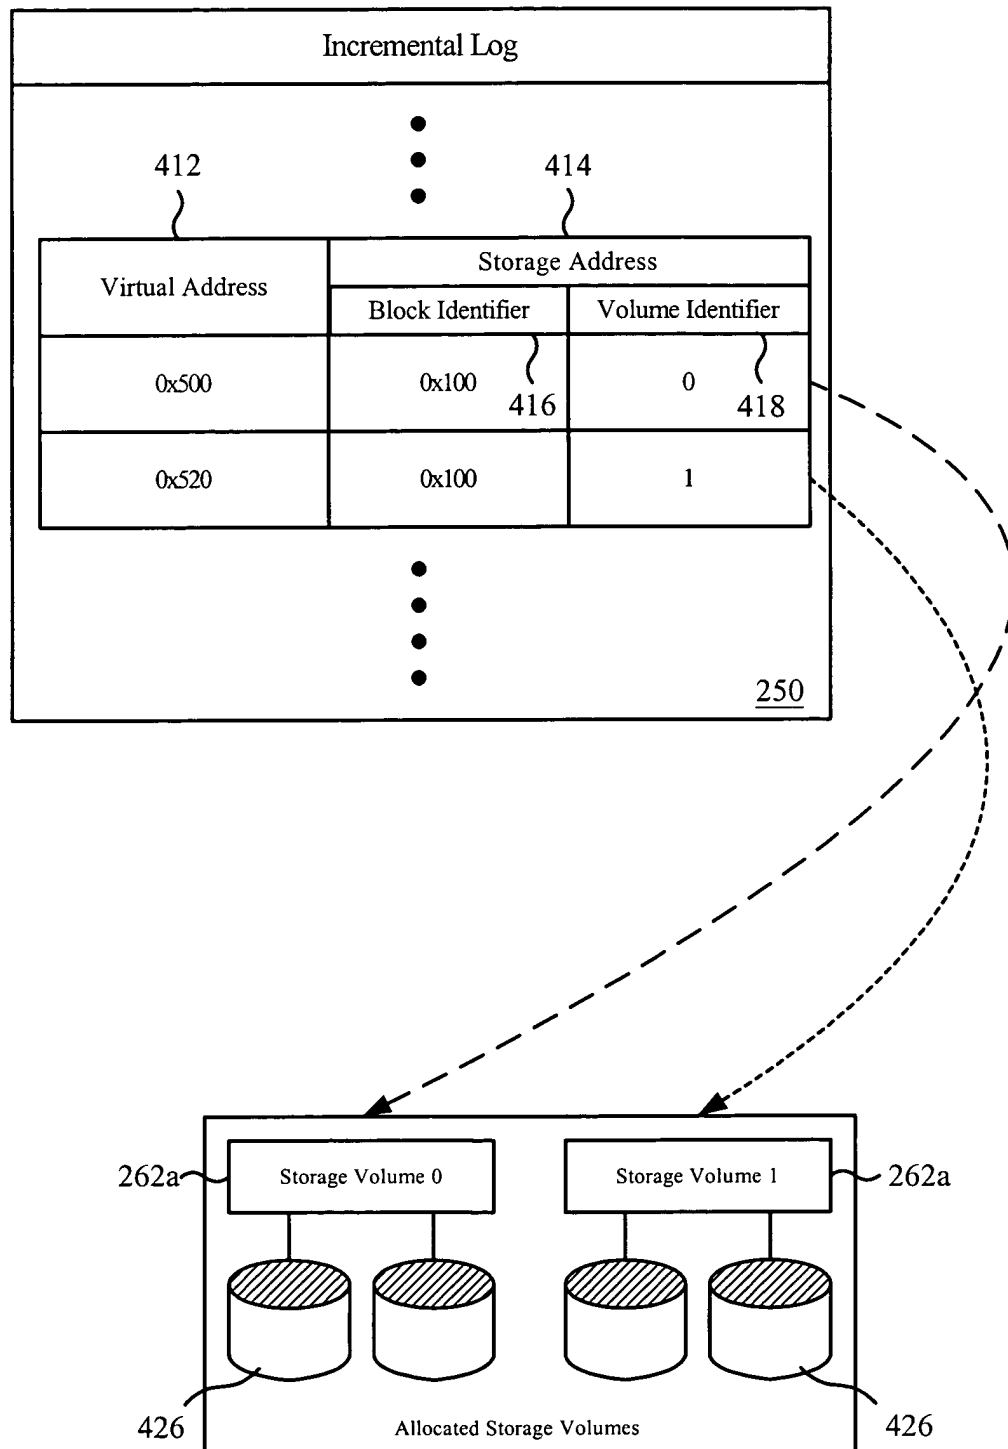 Incremental Log
412
414
Virtual Address
Storage Address
Block Identifier
Volume Identifier
0x500
0x100
0
416
418
0x520
0x100
1
250
262a
Storage Volume 0
Storage Volume 1
262a
426
Allocated Storage Volumes
426